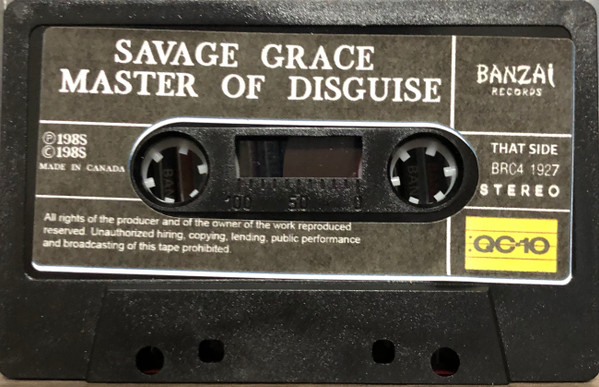 SAVAGE GRACE
MASTER OF DISGUISE
BANZAI
RECORDS
Ⓟ198S
©198S
MADE IN CANADA
THAT SIDE
BRC4 1927
STEREO
100 50 0
All rights of the producer and of the owner of the work reproduced
reserved. Unauthorized hiring, copying, lending, public performance
and broadcasting of this tape prohibited.
QC-10